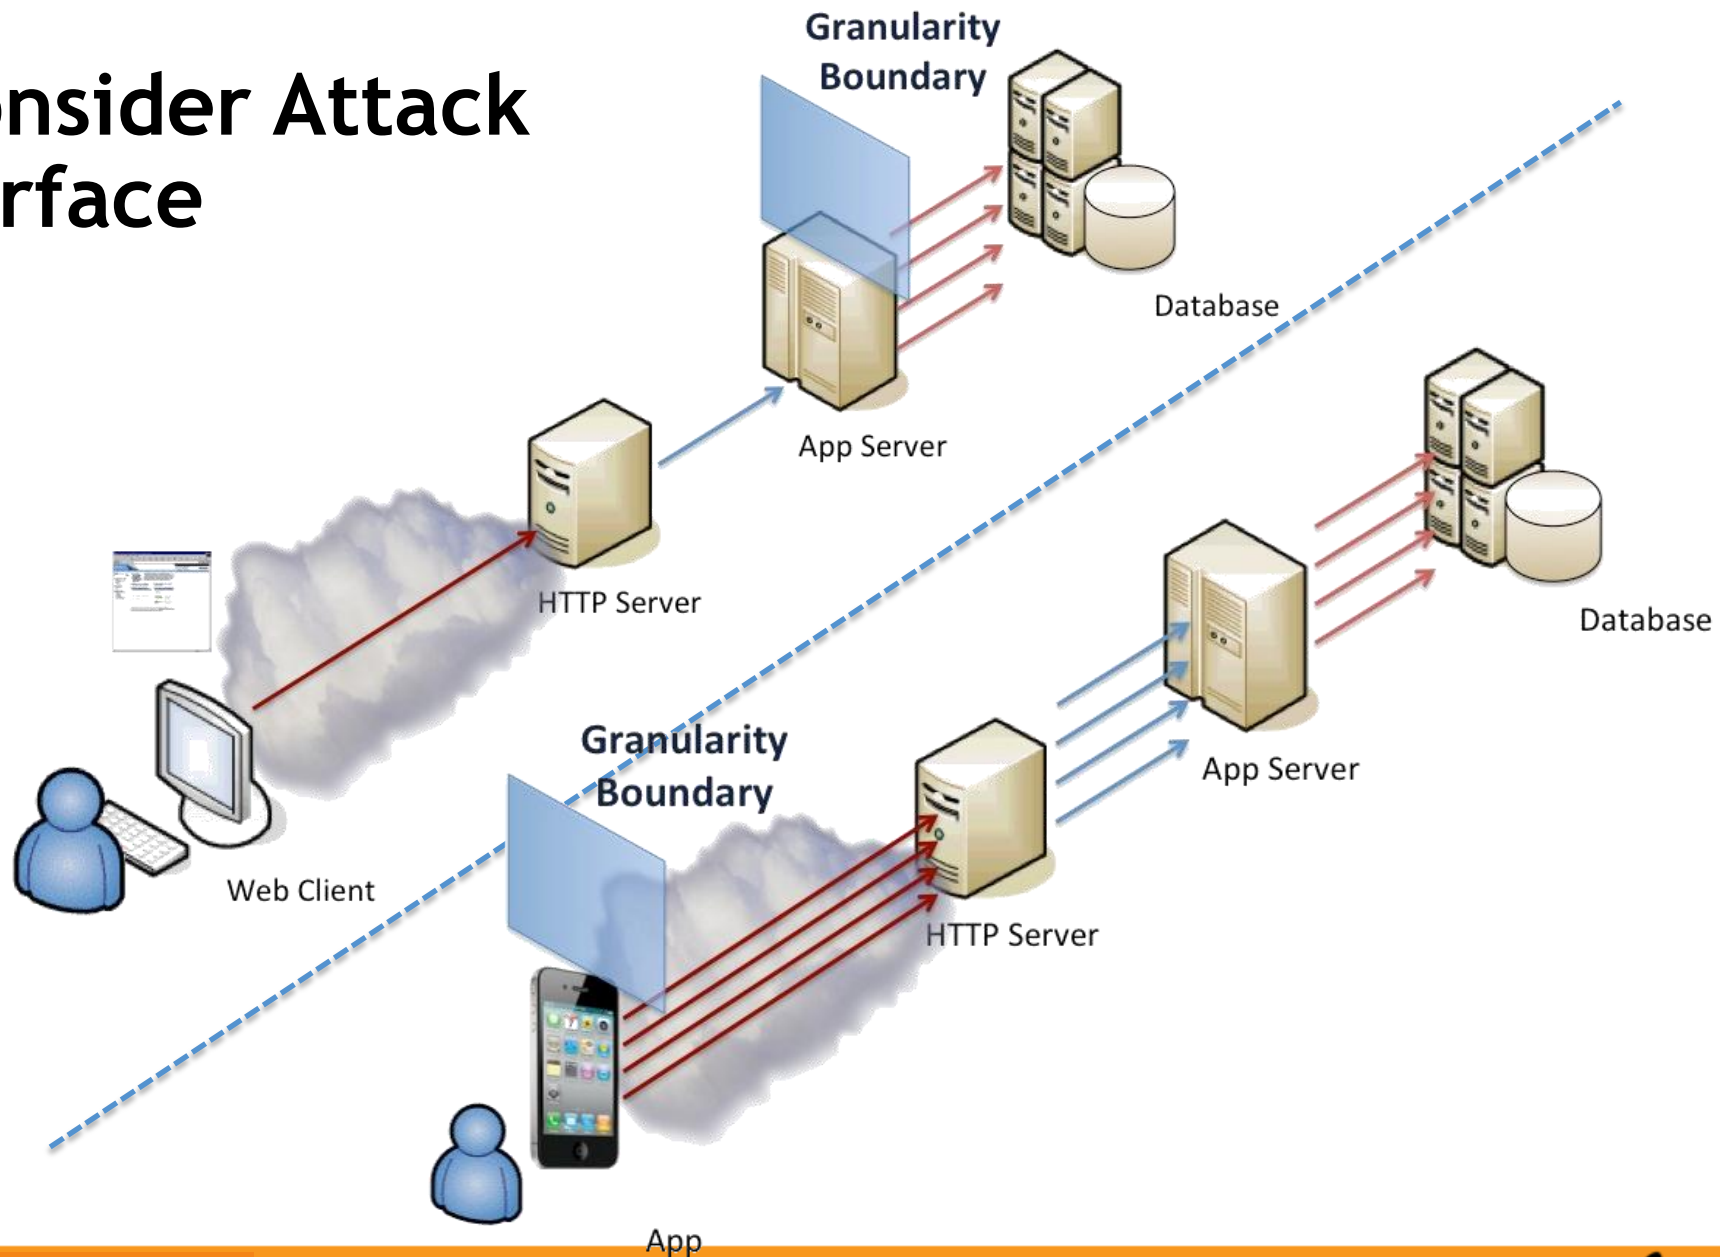 onsider Attack
rface
Granularity
Boundary
Database
App Server
HTTP Server
Web Client
Granularity
Boundary
Database
App Server
HTTP Server
App